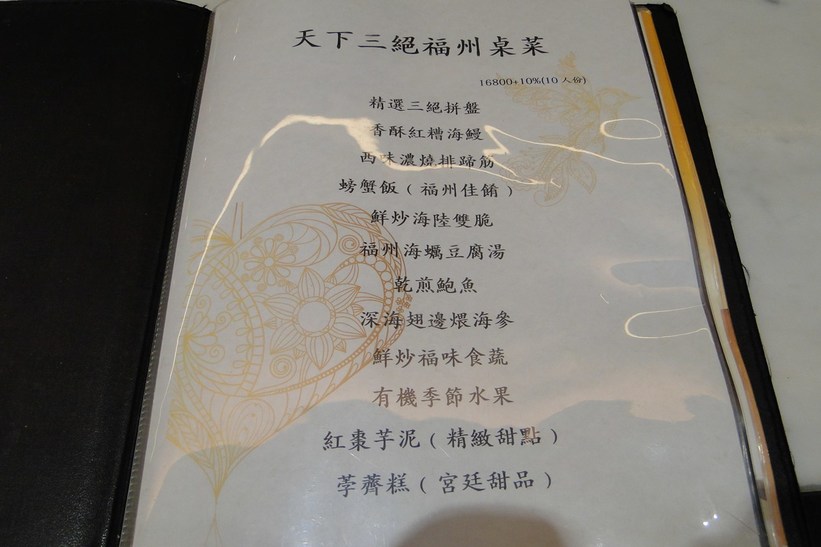 天下三絕福州桌菜
16800+10%(10 人份)
精選三絕拼盤
香酥紅糟海鰻
西味濃燒排蹄筋
螃蟹飯（福州佳餚）
鮮炒海陸雙脆
福州海蠣豆腐湯
乾煎鮑魚
深海翅邊煨海參
鮮炒福味食蔬
有機季節水果
紅棗芋泥（精緻甜點）
荸薺糕（宮廷甜品）